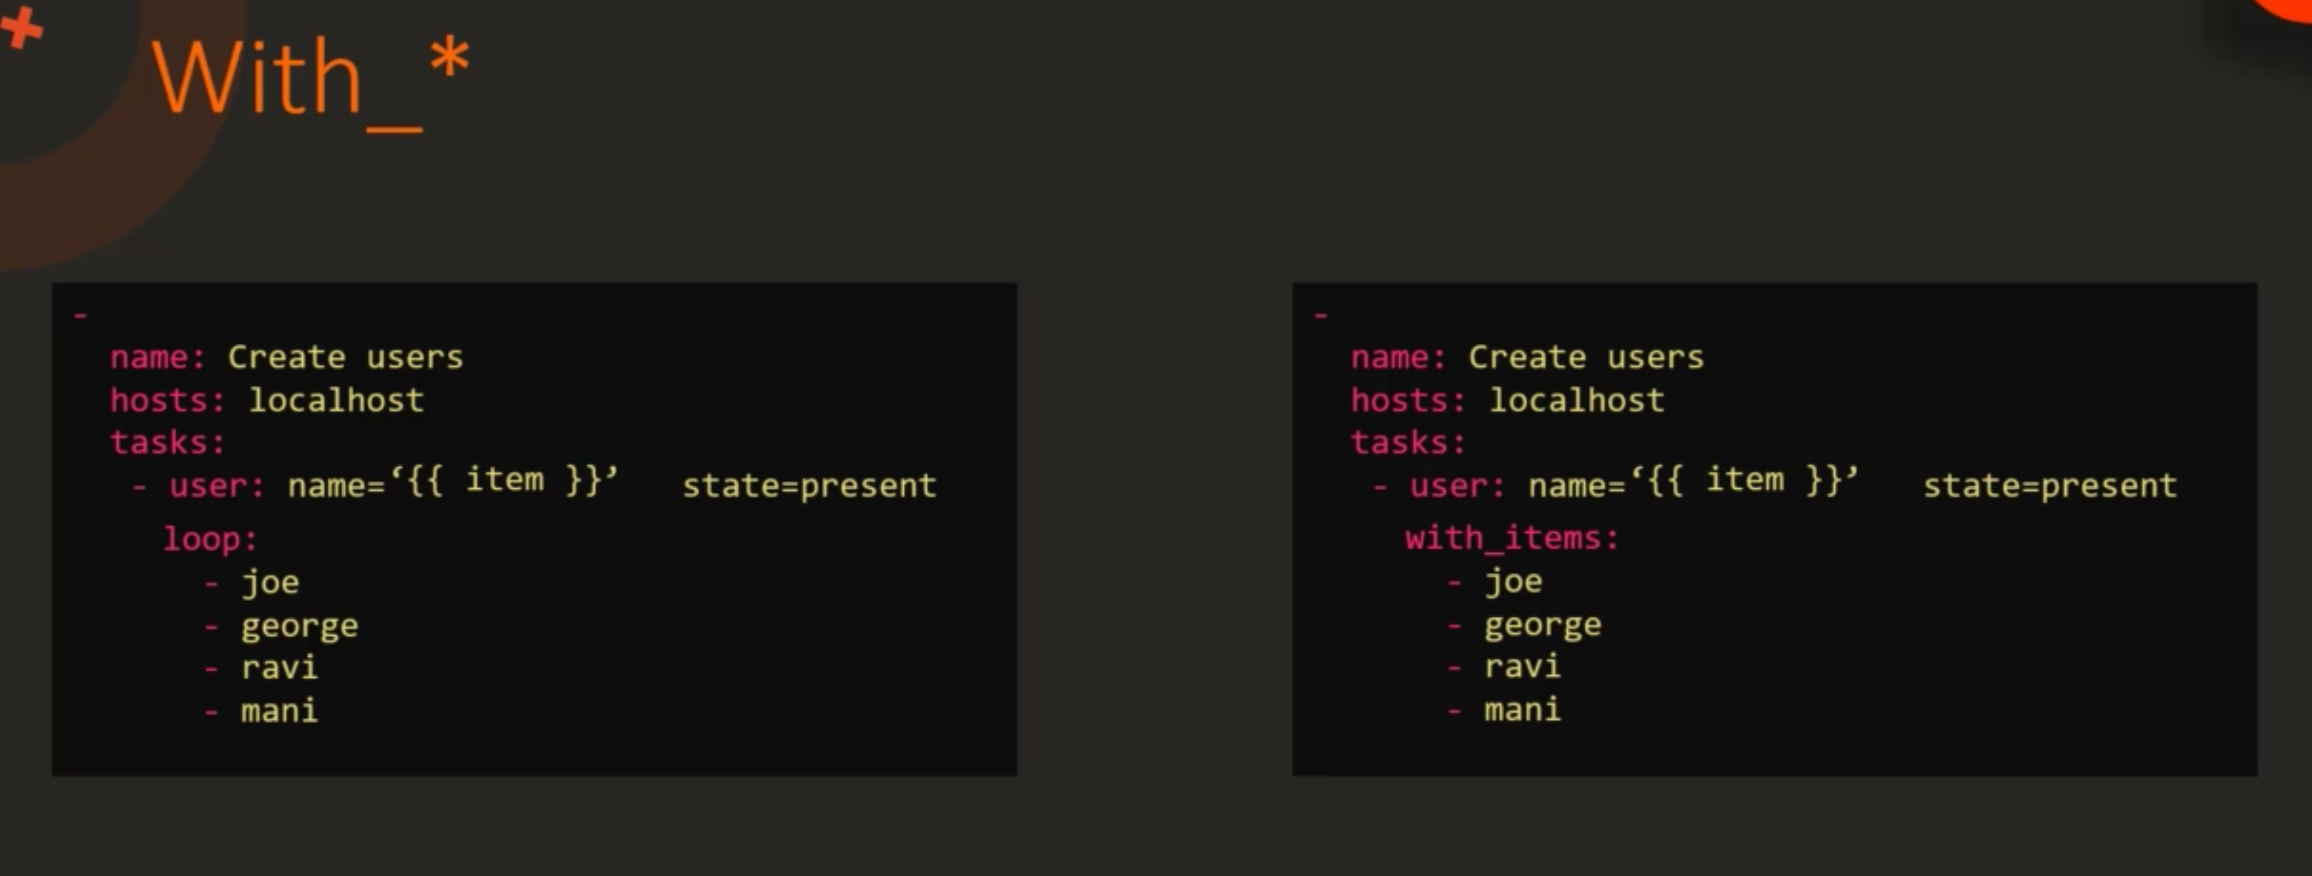 With_*
-
name: Create users
hosts: localhost
tasks:
- user: name=‘{{ item }}’ state=present
loop:
- joe
- george
- ravi
- mani
-
name: Create users
hosts: localhost
tasks:
- user: name=‘{{ item }}’ state=present
with_items:
- joe
- george
- ravi
- mani